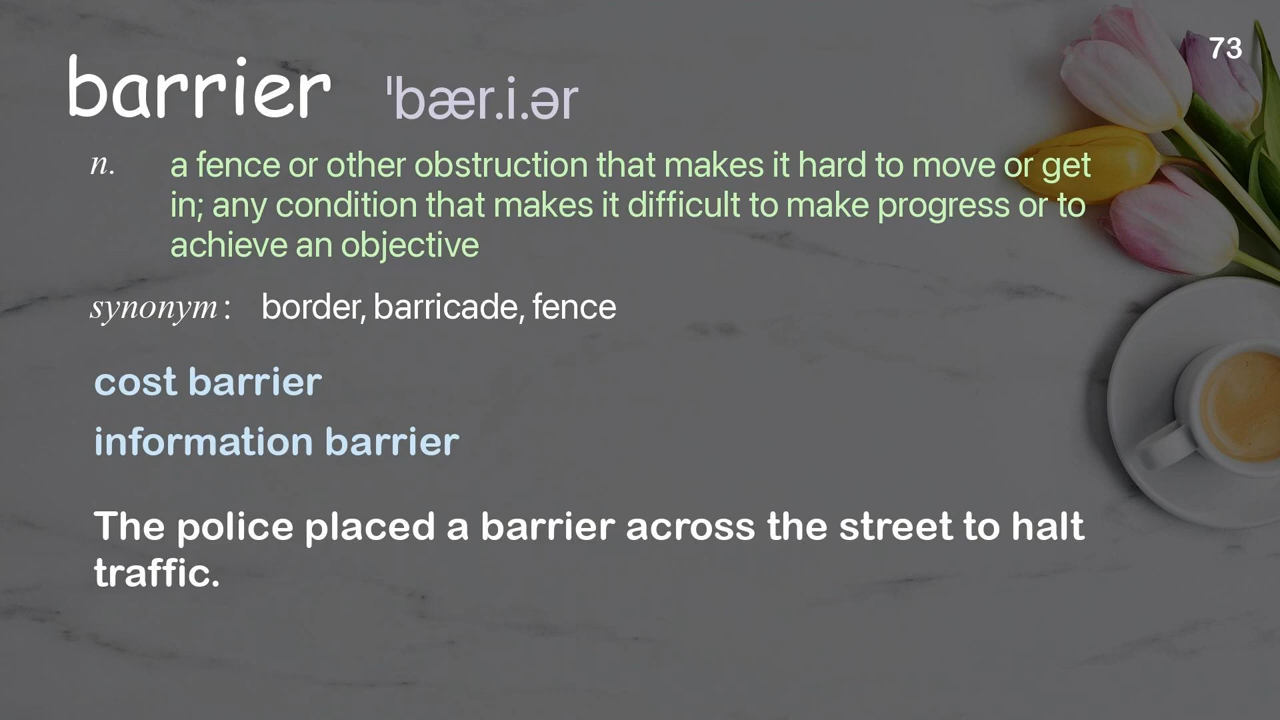 73
barrier ˈbær.i.ər
n. a fence or other obstruction that makes it hard to move or get
in; any condition that makes it difficult to make progress or to
achieve an objective
synonym: border, barricade, fence
cost barrier
information barrier
The police placed a barrier across the street to halt
traffic.